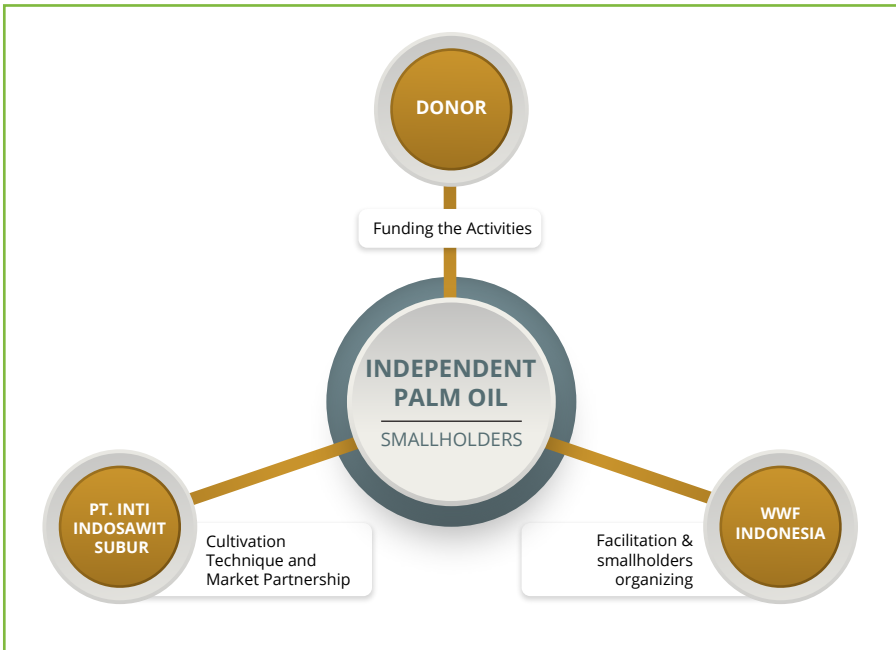 DONOR
Funding the Activities
INDEPENDENT
PALM OIL
SMALLHOLDERS
PT. INTI
INDOSAWIT
SUBUR
Cultivation
Technique and
Market Partnership
WWF
INDONESIA
Facilitation &
smallholders
organizing